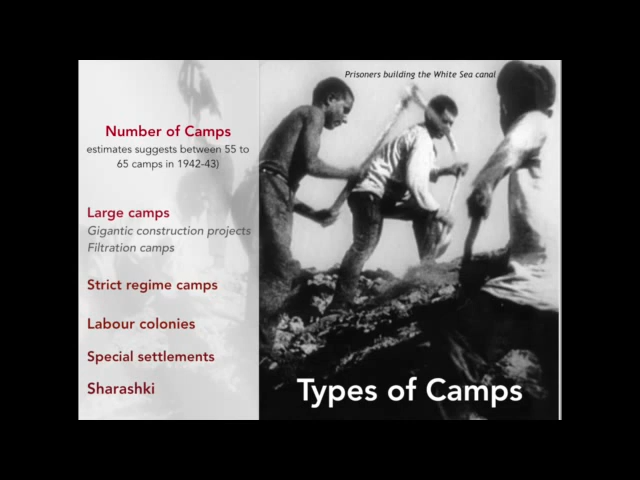 Prisoners building the White Sea canal
Number of Camps
estimates suggests between 55 to
65 camps in 1942-43)
Large camps
Gigantic construction projects
Filtration camps
Strict regime camps
Labour colonies
Special settlements
Sharashki
Types of Camps